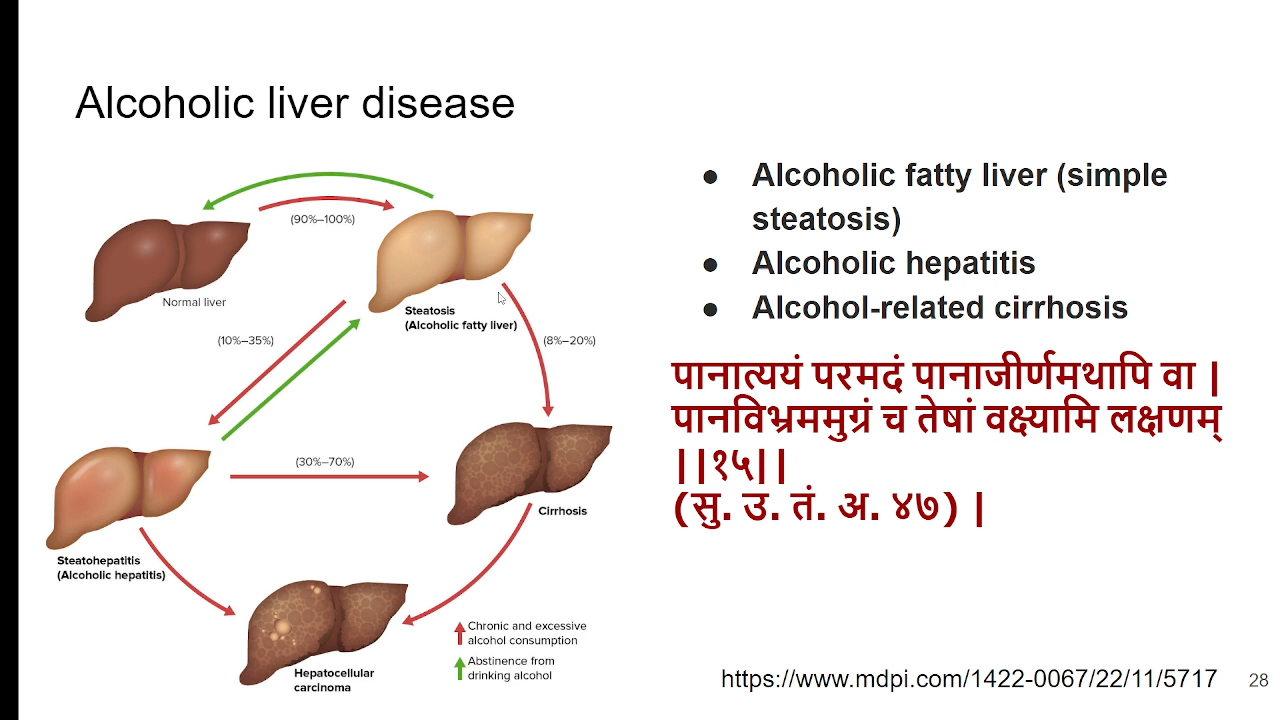 Alcoholic liver disease
(90%–100%)
Normal liver
Steatosis
(Alcoholic fatty liver)
(10%–35%)
(8%–20%)
(30%–70%)
Cirrhosis
Steatohepatitis
(Alcoholic hepatitis)
Hepatocellular
carcinoma
Chronic and excessive
alcohol consumption
Abstinence from
drinking alcohol
● Alcoholic fatty liver (simple
steatosis)
● Alcoholic hepatitis
● Alcohol-related cirrhosis
पानात्ययं परमदं पानाजीर्णमथापि वा |
पानविभ्रममुग्रं च तेषां वक्ष्यामि लक्षणम्
||१५||
(सु. उ. तं. अ. ४७) |
https://www.mdpi.com/1422-0067/22/11/5717
28